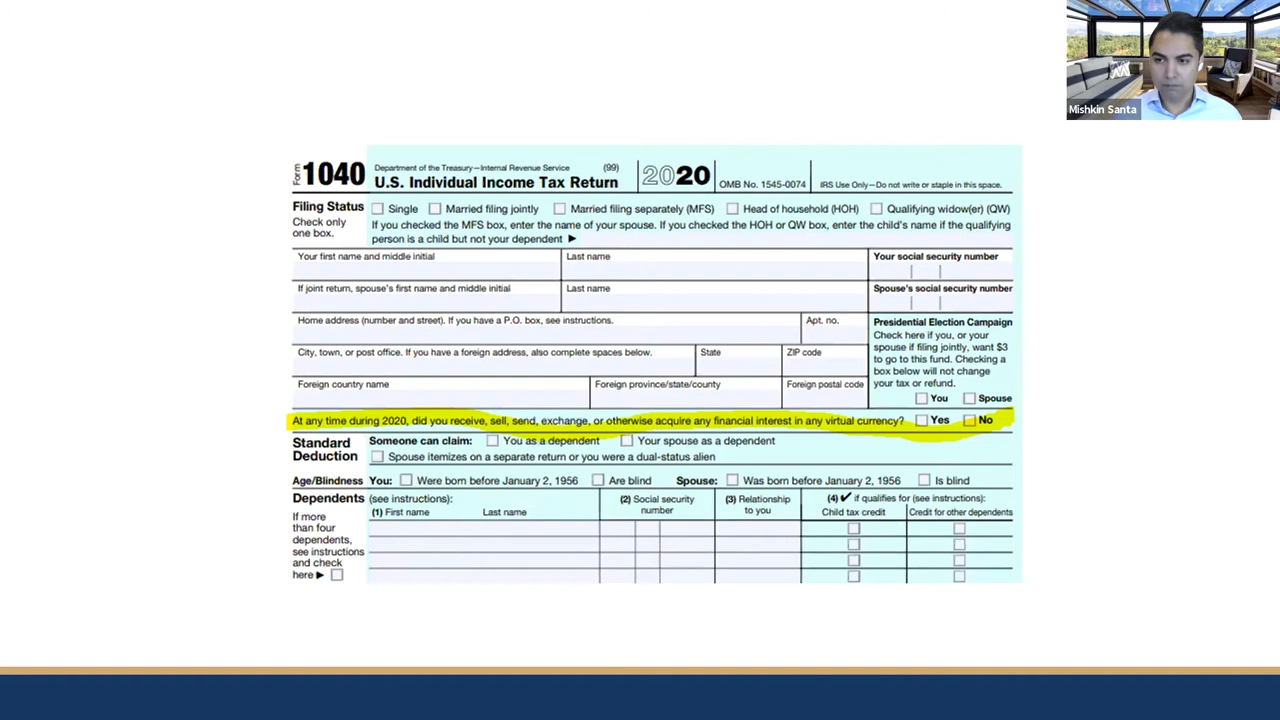 Mishkin Santa
Form 1040 Department of the Treasury—Internal Revenue Service (99) U.S. Individual Income Tax Return 2020 OMB No. 1545-0074 IRS Use Only—Do not write or staple in this space.
Filing Status Single Married filing jointly Married filing separately (MFS) Head of household (HOH) Qualifying widow(er) (QW)
Check only one box.
If you checked the MFS box, enter the name of your spouse. If you checked the HOH or QW box, enter the child's name if the qualifying
person is a child but not your dependent ▶
Your first name and middle initial Last name Your social security number
If joint return, spouse's first name and middle initial Last name Spouse's social security number
Home address (number and street). If you have a P.O. box, see instructions. Apt. no.
City, town, or post office. If you have a foreign address, also complete spaces below. State ZIP code
Foreign country name Foreign province/state/county Foreign postal code
Presidential Election Campaign
Check here if you, or your
spouse if filing jointly, want $3
to go to this fund. Checking a
box below will not change
your tax or refund.
You Spouse
At any time during 2020, did you receive, sell, send, exchange, or otherwise acquire any financial interest in any virtual currency? Yes No
Standard Deduction
Someone can claim: You as a dependent Your spouse as a dependent
Spouse itemizes on a separate return or you were a dual-status alien
Age/Blindness You: Were born before January 2, 1956 Are blind Spouse: Was born before January 2, 1956 Is blind
Dependents (see instructions): (2) Social security number (3) Relationship to you (4) ✔ if qualifies for (see instructions):
(1) First name Last name Child tax credit Credit for other dependents
If more
than four
dependents,
see instructions
and check
here ▶